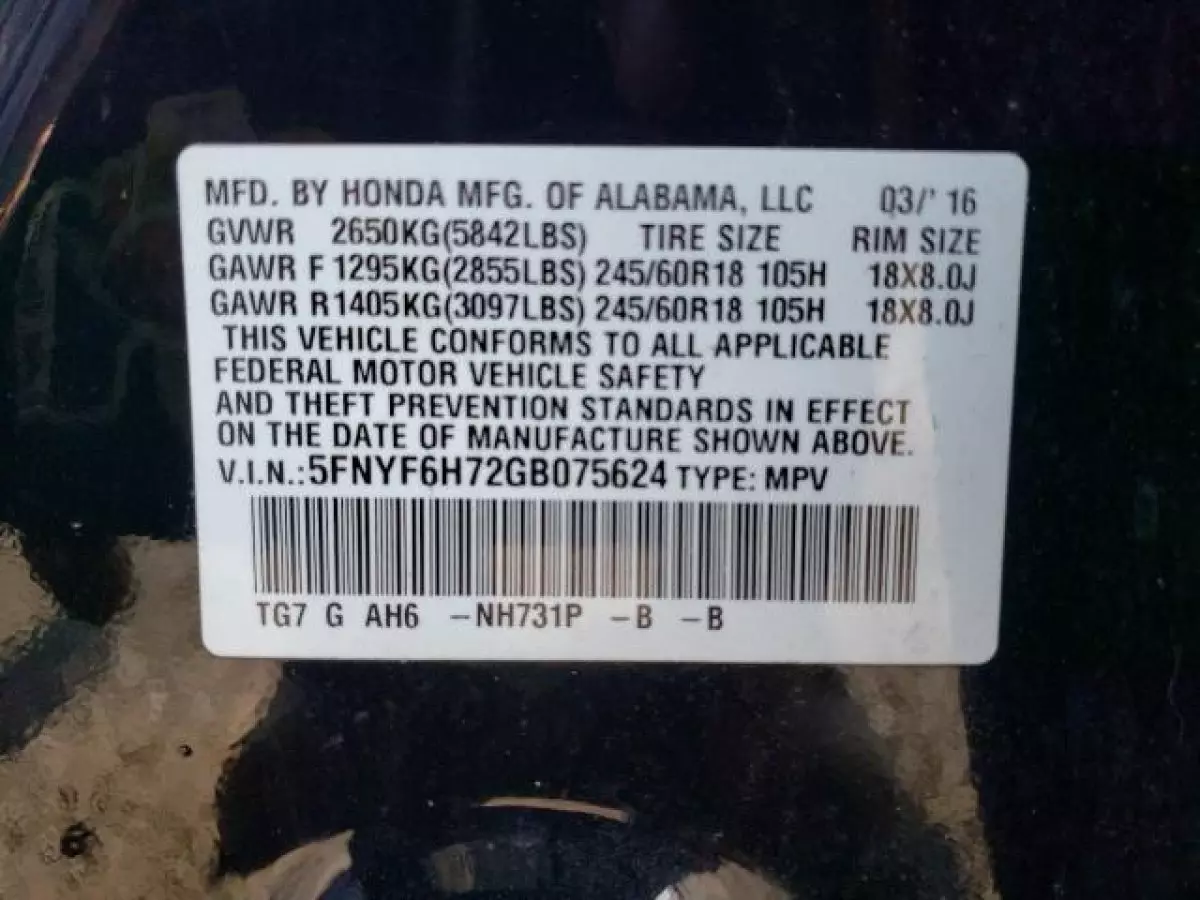 MFD. BY HONDA MFG. OF ALABAMA, LLC 03/' 16
GVWR 2650KG(5842LBS) TIRE SIZE RIM SIZE
GAWR F 1295KG(2855LBS) 245/60R18 105H 18X8.0J
GAWR R1405KG(3097LBS) 245/60R18 105H 18X8.0J
THIS VEHICLE CONFORMS TO ALL APPLICABLE
FEDERAL MOTOR VEHICLE SAFETY
AND THEFT PREVENTION STANDARDS IN EFFECT
ON THE DATE OF MANUFACTURE SHOWN ABOVE.
V.I.N.:5FNYF6H72GB075624 TYPE: MPV
TG7 G AH6 -NH731P -B -B